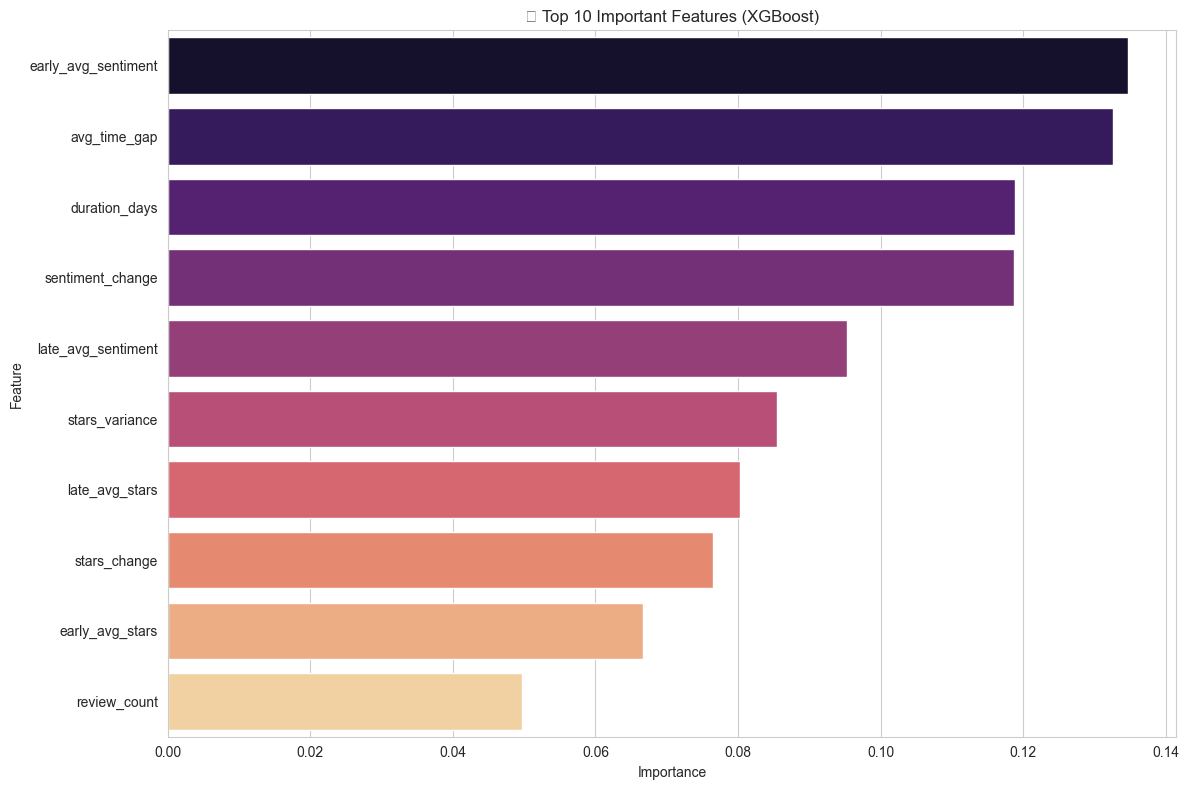 Top 10 Important Features (XGBoost)
early_avg_sentiment
avg_time_gap
duration_days
sentiment_change
late_avg_sentiment
stars_variance
late_avg_stars
stars_change
early_avg_stars
review_count
Feature
0.00 0.02 0.04 0.06 0.08 0.10 0.12 0.14
Importance